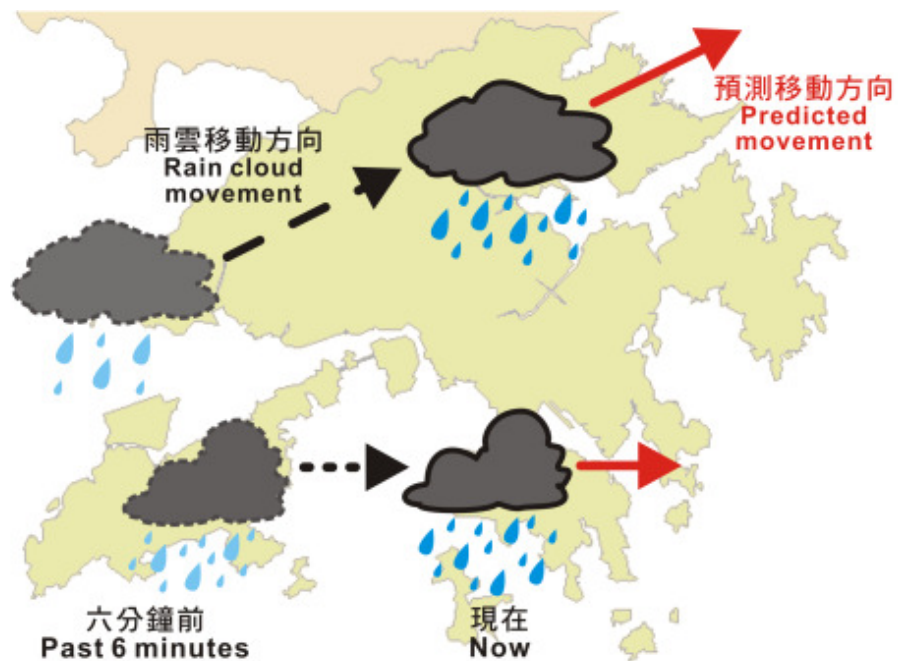 預測移動方向
Predicted
movement
雨雲移動方向
Rain cloud
movement
六分鐘前
Past 6 minutes
現在
Now